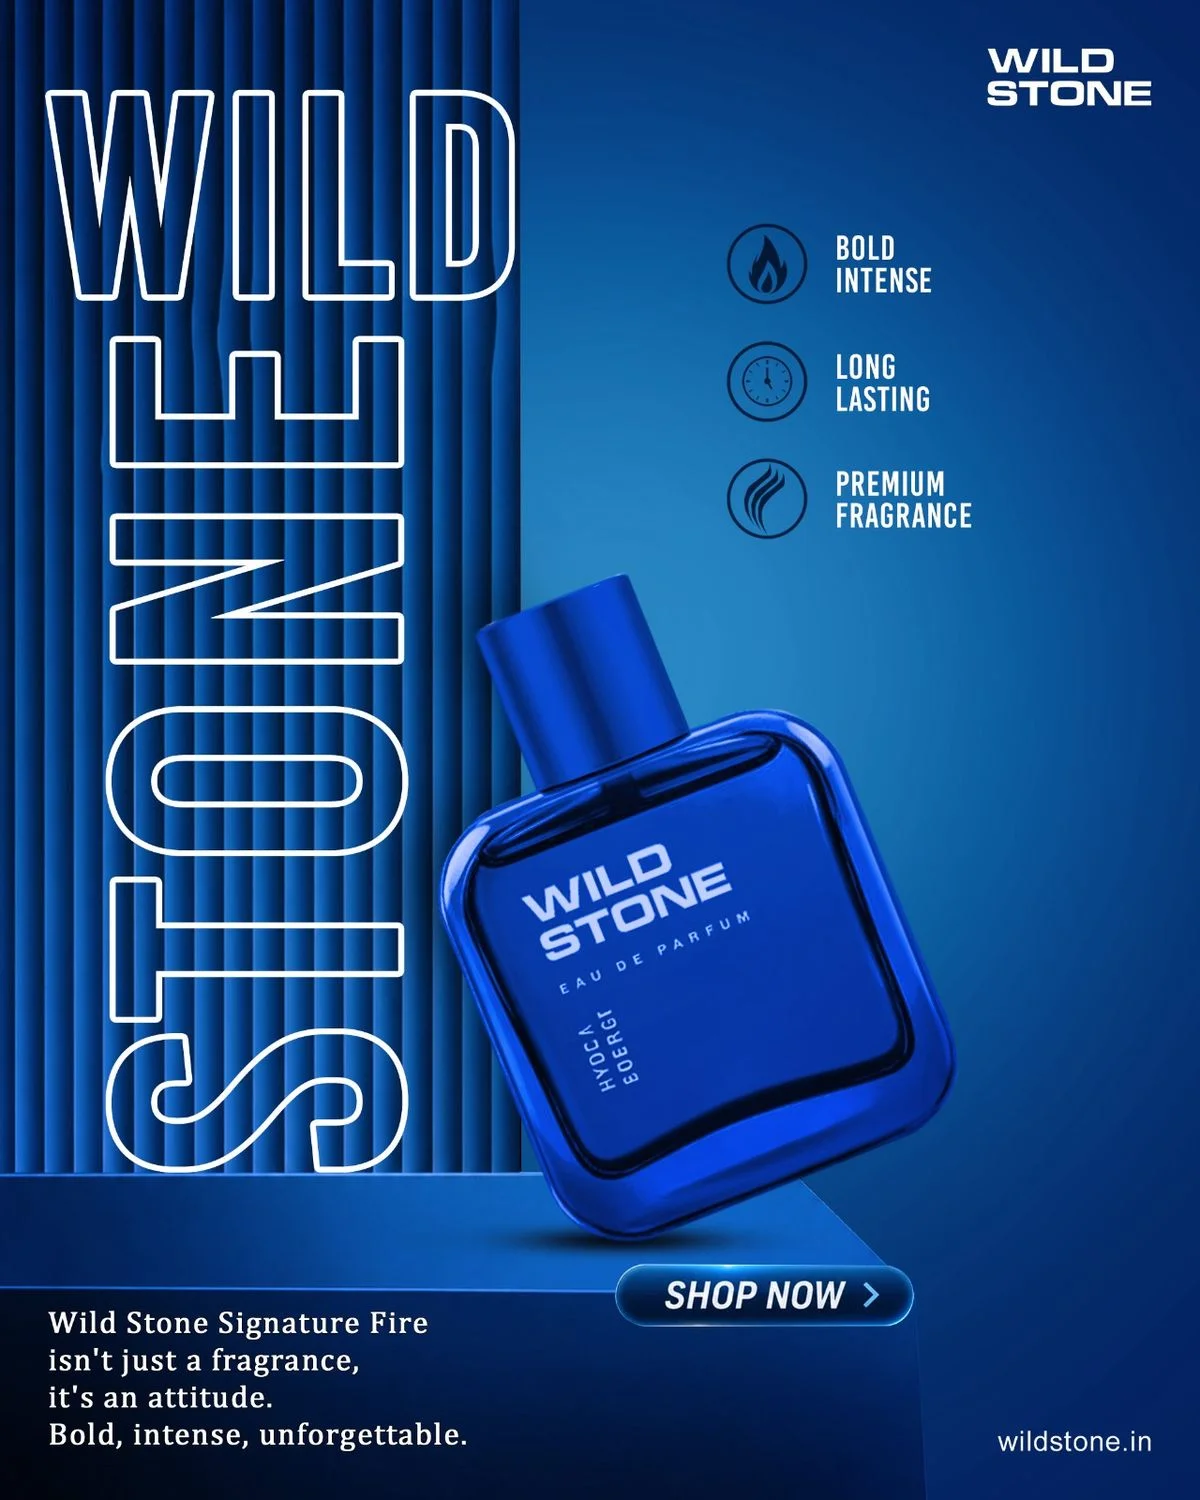 WILD
STONE
WILD
STONE
BOLD
INTENSE
LONG
LASTING
PREMIUM
FRAGRANCE
WILD
STONE
EAU DE PARFUM
SHOP NOW >
Wild Stone Signature Fire
isn't just a fragrance,
it's an attitude.
Bold, intense, unforgettable.
wildstone.in